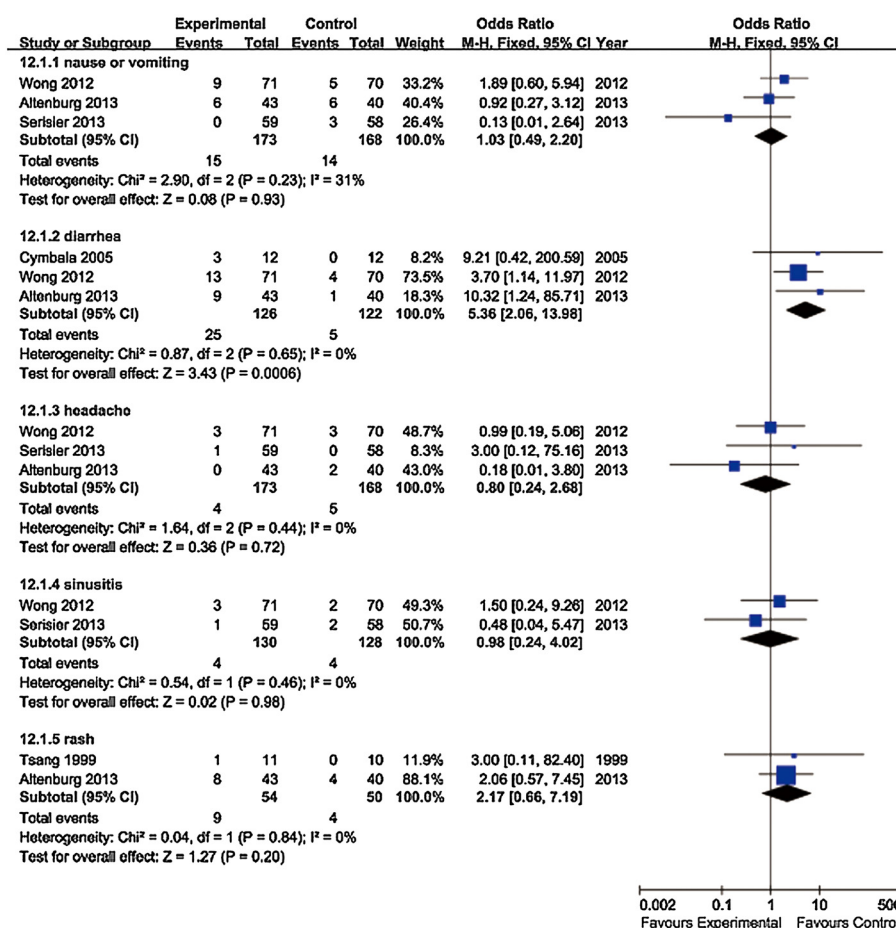 Experimental Control Odds Ratio Odds Ratio
Study or Subgroup Events Total Events Total Weight M-H, Fixed, 95% CI Year M-H, Fixed, 95% CI
12.1.1 nause or vomiting
Wong 2012 9 71 5 70 33.2% 1.89 [0.60, 5.94] 2012
Altenburg 2013 6 43 6 40 40.4% 0.92 [0.27, 3.12] 2013
Serisier 2013 0 59 3 58 26.4% 0.13 [0.01, 2.64] 2013
Subtotal (95% CI) 173 168 100.0% 1.03 [0.49, 2.20]
Total events 15 14
Heterogeneity: Chi² = 2.90, df = 2 (P = 0.23); I² = 31%
Test for overall effect: Z = 0.08 (P = 0.93)
12.1.2 diarrhea
Cymbala 2005 3 12 0 12 8.2% 9.21 [0.42, 200.59] 2005
Wong 2012 13 71 4 70 73.5% 3.70 [1.14, 11.97] 2012
Altenburg 2013 9 43 1 40 18.3% 10.32 [1.24, 85.71] 2013
Subtotal (95% CI) 126 122 100.0% 5.36 [2.06, 13.98]
Total events 25 5
Heterogeneity: Chi² = 0.87, df = 2 (P = 0.65); I² = 0%
Test for overall effect: Z = 3.43 (P = 0.0006)
12.1.3 headache
Wong 2012 3 71 3 70 48.7% 0.99 [0.19, 5.06] 2012
Serisier 2013 1 59 0 58 8.3% 3.00 [0.12, 75.16] 2013
Altenburg 2013 0 43 2 40 43.0% 0.18 [0.01, 3.80] 2013
Subtotal (95% CI) 173 168 100.0% 0.80 [0.24, 2.68]
Total events 4 5
Heterogeneity: Chi² = 1.64, df = 2 (P = 0.44); I² = 0%
Test for overall effect: Z = 0.36 (P = 0.72)
12.1.4 sinusitis
Wong 2012 3 71 2 70 49.3% 1.50 [0.24, 9.26] 2012
Serisier 2013 1 59 2 58 50.7% 0.48 [0.04, 5.47] 2013
Subtotal (95% CI) 130 128 100.0% 0.98 [0.24, 4.02]
Total events 4 4
Heterogeneity: Chi² = 0.54, df = 1 (P = 0.46); I² = 0%
Test for overall effect: Z = 0.02 (P = 0.98)
12.1.5 rash
Tsang 1999 1 11 0 10 11.9% 3.00 [0.11, 82.40] 1999
Altenburg 2013 8 43 4 40 88.1% 2.06 [0.57, 7.45] 2013
Subtotal (95% CI) 54 50 100.0% 2.17 [0.66, 7.19]
Total events 9 4
Heterogeneity: Chi² = 0.04, df = 1 (P = 0.84); I² = 0%
Test for overall effect: Z = 1.27 (P = 0.20)
0.002 0.1 1 10
Favours Experimental Favours Contro